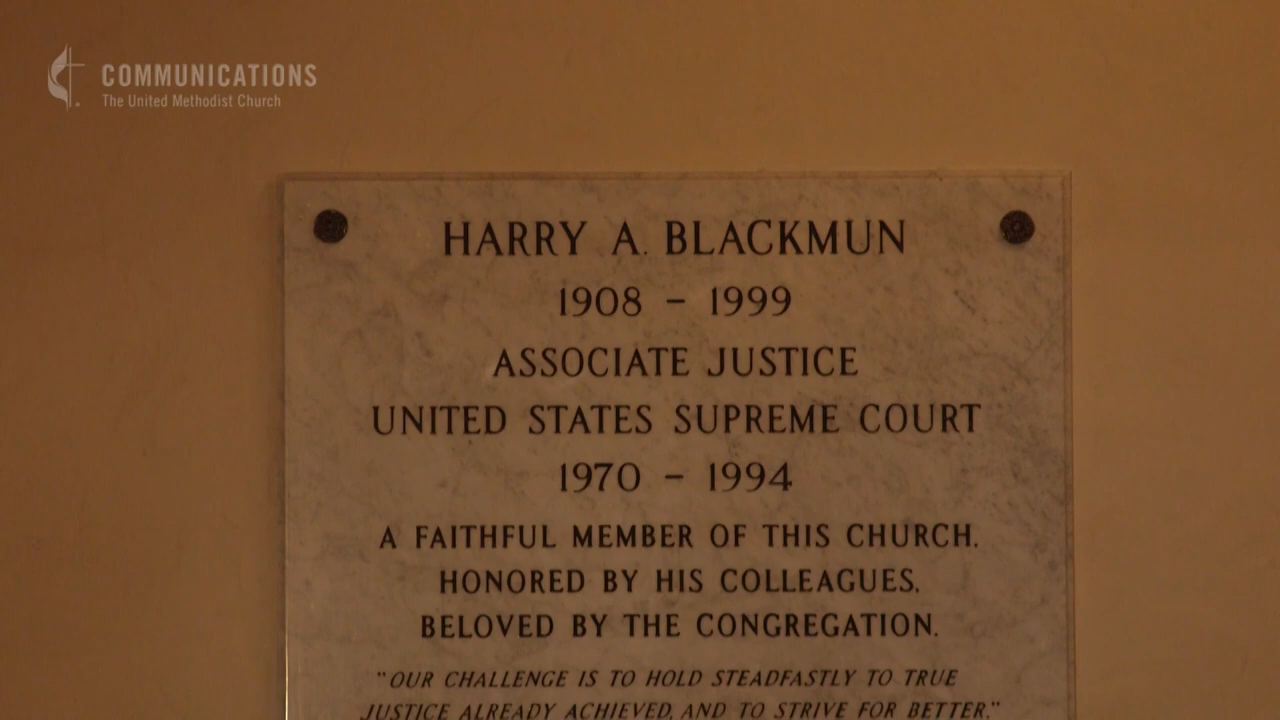 COMMUNICATIONS
The United Methodist Church
HARRY A. BLACKMUN
1908 – 1999
ASSOCIATE JUSTICE
UNITED STATES SUPREME COURT
1970 – 1994
A FAITHFUL MEMBER OF THIS CHURCH,
HONORED BY HIS COLLEAGUES,
BELOVED BY THE CONGREGATION.
"OUR CHALLENGE IS TO HOLD STEADFASTLY TO TRUE
JUSTICE ALREADY ACHIEVED, AND TO STRIVE FOR BETTER."